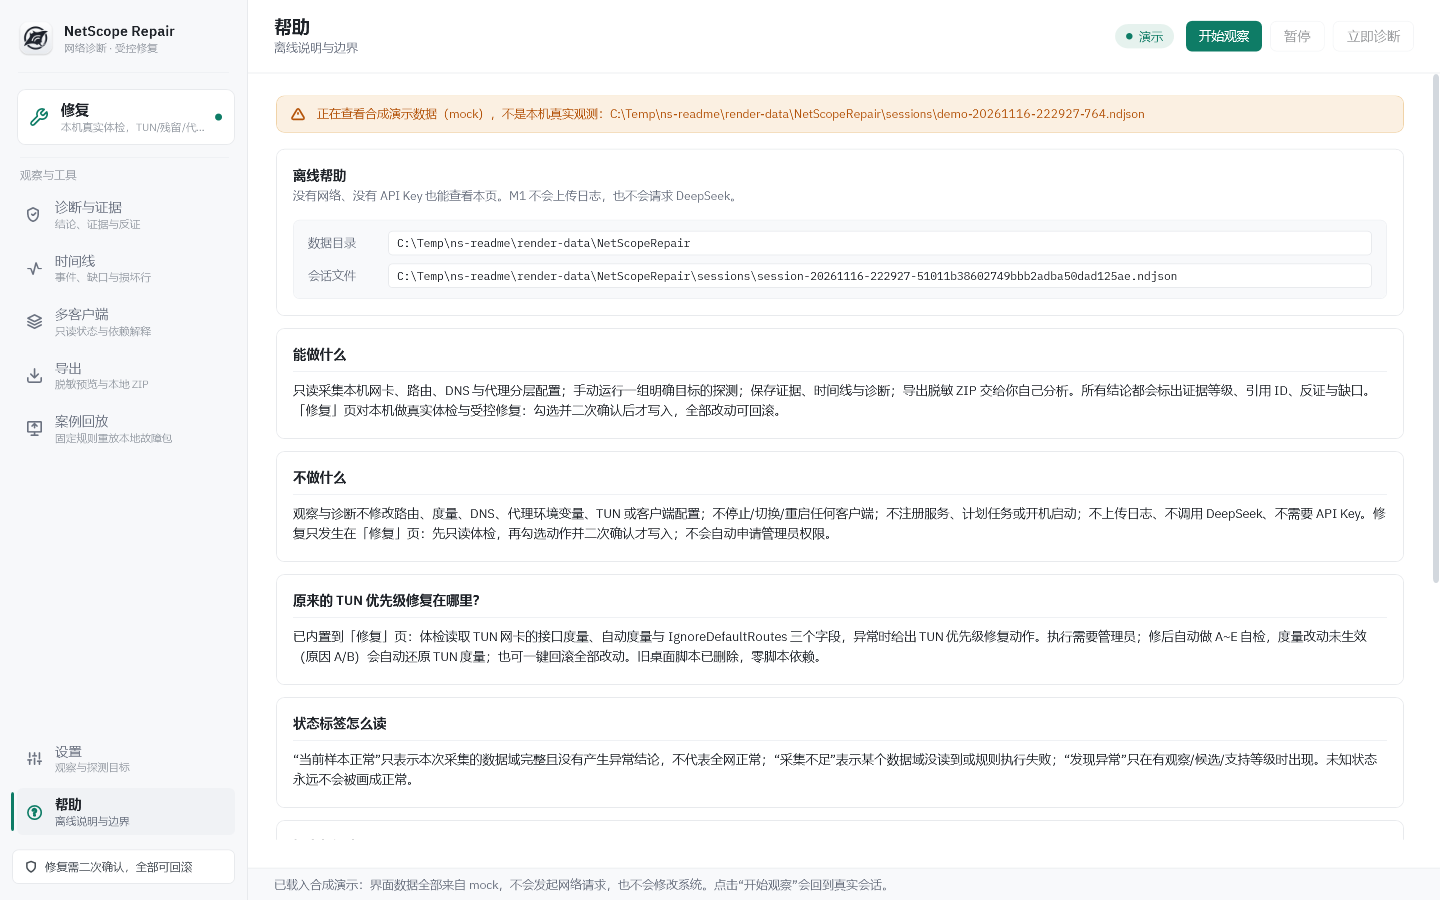 NetScope Repair
网络诊断 · 受控修复
修复
本机真实体检，TUN/残留/代...
观察与工具
诊断与证据
结论、证据与反证
时间线
事件、缺口与损坏行
多客户端
只读状态与依赖解释
导出
脱敏预览与本地 ZIP
案例回放
固定规则重放本地故障包
设置
观察与探测目标
帮助
离线说明与边界
修复需二次确认，全部可回滚
帮助
离线说明与边界
演示
开始观察
暂停
立即诊断
正在查看合成演示数据（mock），不是本机真实观测：C:\Temp\ns-readme\render-data\NetScopeRepair\sessions\demo-20261116-222927-764.ndjson
离线帮助
没有网络、没有 API Key 也能查看本页。M1 不会上传日志，也不会请求 DeepSeek。
数据目录
C:\Temp\ns-readme\render-data\NetScopeRepair
会话文件
C:\Temp\ns-readme\render-data\NetScopeRepair\sessions\session-20261116-222927-51011b38602749bbb2adba50dad125ae.ndjson
能做什么
只读采集本机网卡、路由、DNS 与代理分层配置；手动运行一组明确目标的探测；保存证据、时间线与诊断；导出脱敏 ZIP 交给你自己分析。所有结论都会标出证据等级、引用 ID、反证与缺口。
「修复」页对本机做真实体检与受控修复：勾选并二次确认后才写入，全部改动可回滚。
不做什么
观察与诊断不修改路由、度量、DNS、代理环境变量、TUN 或客户端配置；不停止/切换/重启任何客户端；不注册服务、计划任务或开机启动；不上传日志、不调用 DeepSeek、不需要 API Key。修
复只发生在「修复」页：先只读体检，再勾选动作并二次确认才写入；不会自动申请管理员权限。
原来的 TUN 优先级修复在哪里？
已内置到「修复」页：体检读取 TUN 网卡的接口度量、自动度量与 IgnoreDefaultRoutes 三个字段，异常时给出 TUN 优先级修复动作。执行需要管理员；修后自动做 A~E 自检，度量改动未生效
（原因 A/B）会自动还原 TUN 度量；也可一键回滚全部改动。旧桌面脚本已删除，零脚本依赖。
状态标签怎么读
“当前样本正常”只表示本次采集的数据域完整且没有产生异常结论，不代表全网正常；“采集不足”表示某个数据域没读到或规则执行失败；“发现异常”只在有观察/候选/支持等级时出现。未知状态
永远不会被画成正常。
已载入合成演示：界面数据全部来自 mock，不会发起网络请求，也不会修改系统。点击“开始观察”会回到真实会话。